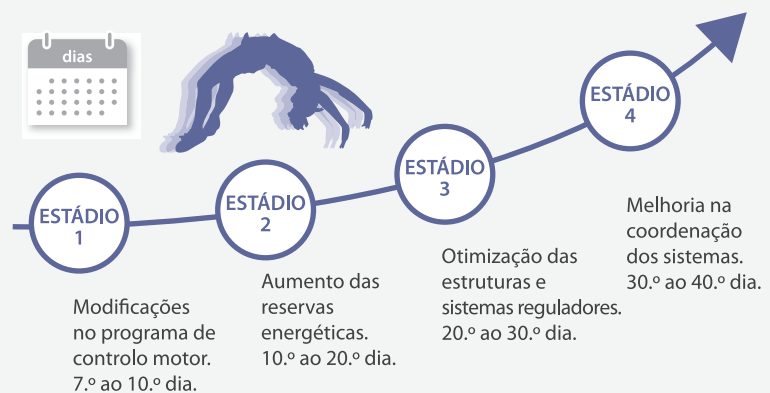 dias
ESTÁDIO
1
Modificações
no programa de
controlo motor.
7.º ao 10.º dia.
ESTÁDIO
2
Aumento das
reservas
energéticas.
10.º ao 20.º dia.
ESTÁDIO
3
Otimização das
estruturas e
sistemas reguladores.
20.º ao 30.º dia.
ESTÁDIO
4
Melhoria na
coordenação
dos sistemas.
30.º ao 40.º dia.